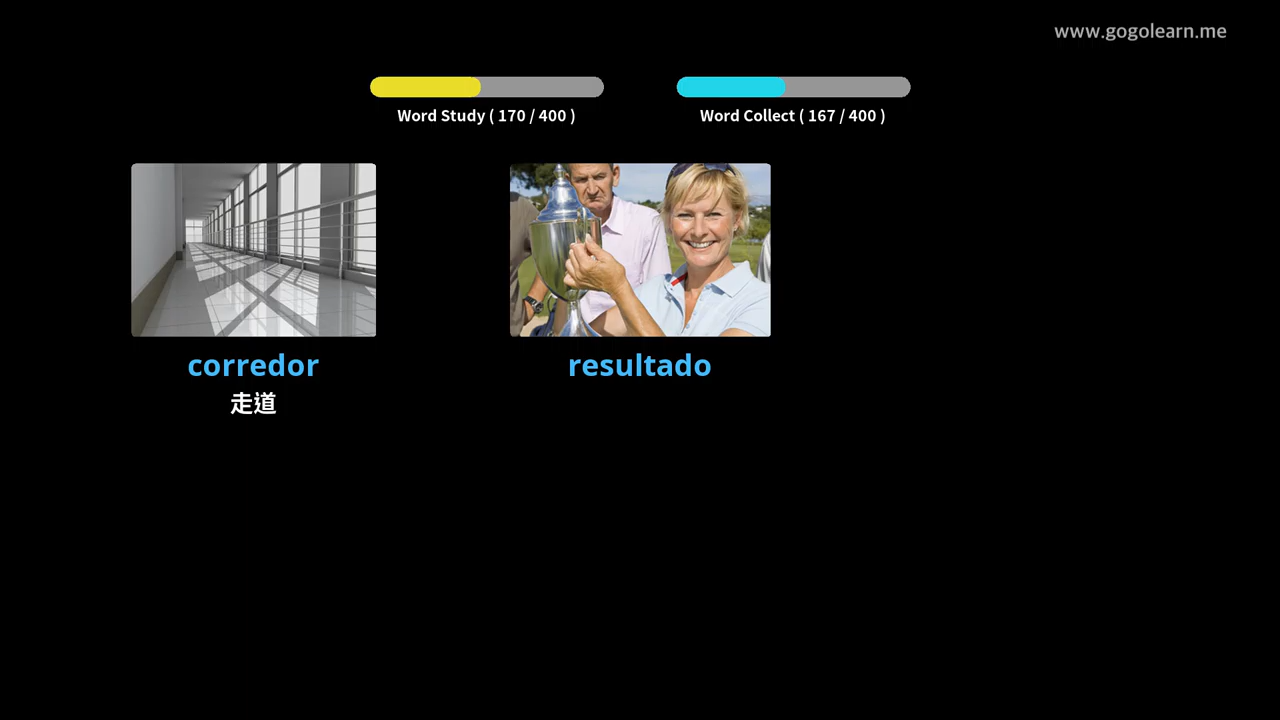 www.gogolearn.me
Word Study ( 170 / 400 )
Word Collect ( 167 / 400 )
corredor
走道
resultado